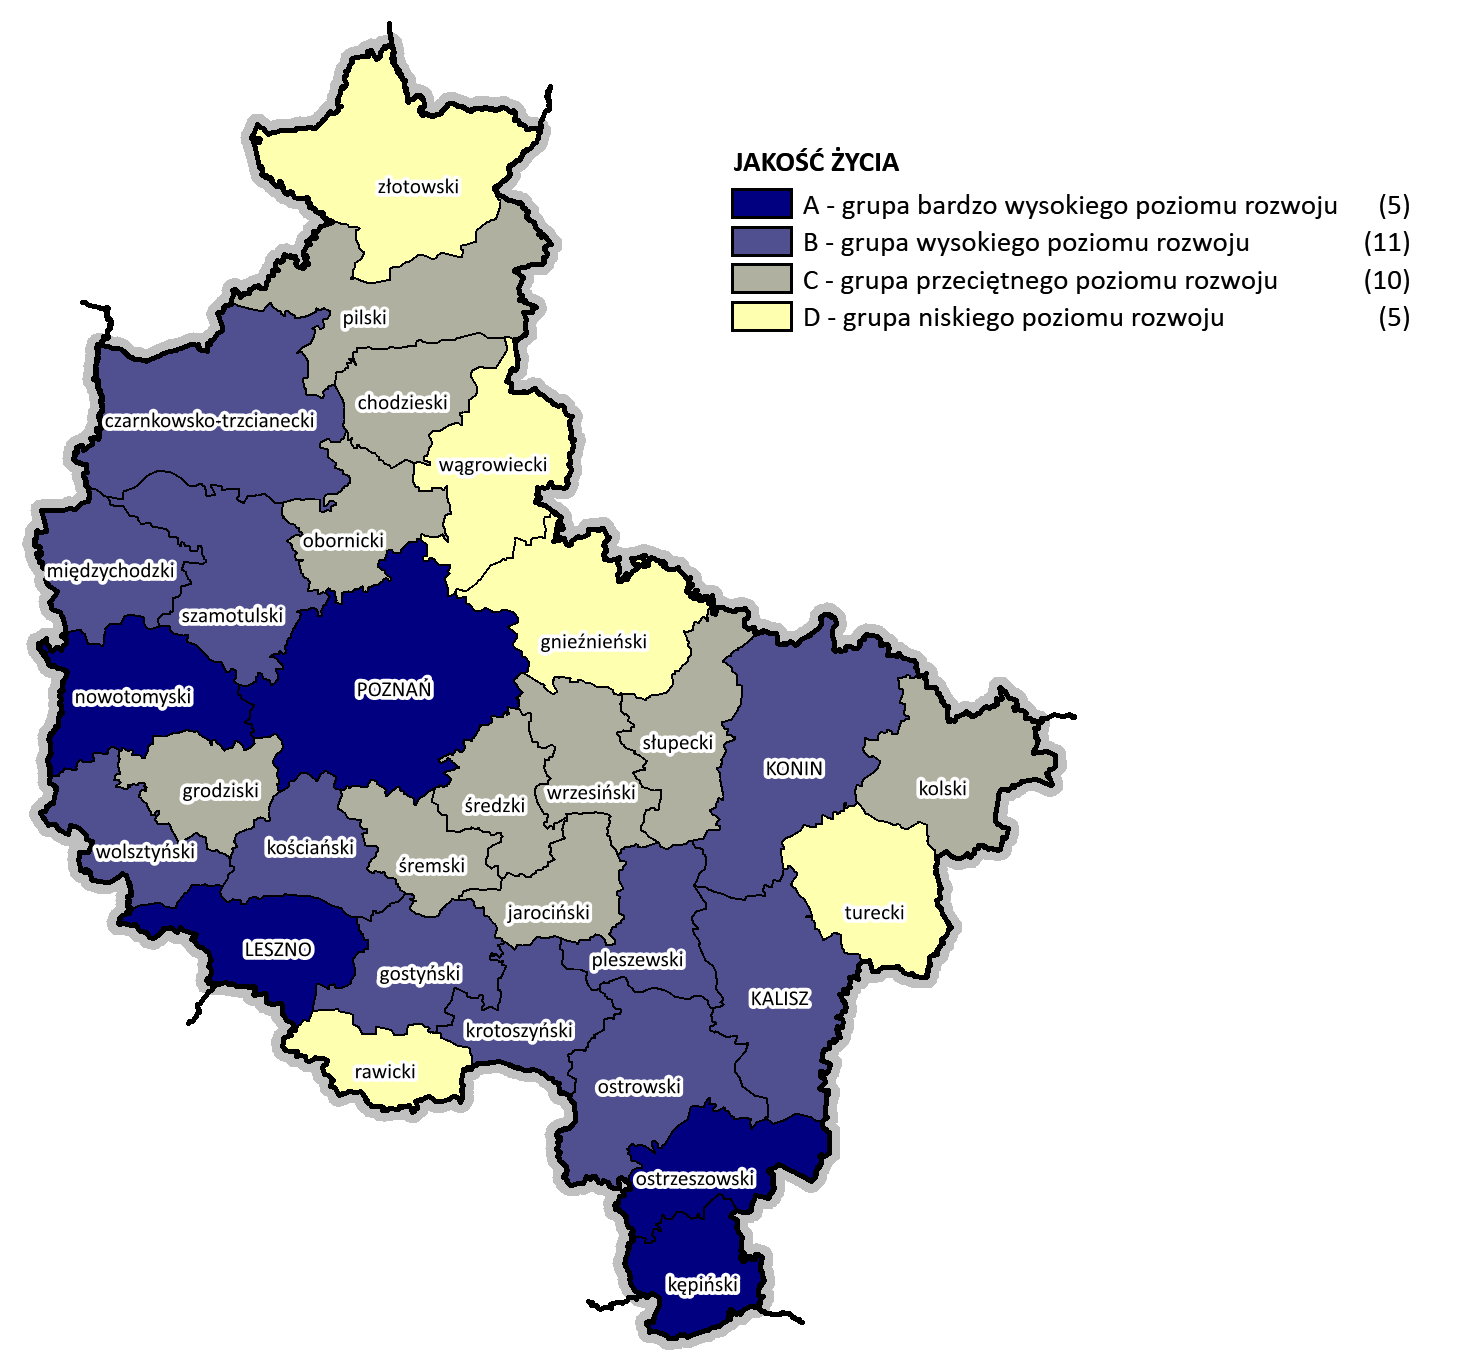 JAKOŚĆ ŻYCIA
A - grupa bardzo wysokiego poziomu rozwoju (5)
B - grupa wysokiego poziomu rozwoju (11)
C - grupa przeciętnego poziomu rozwoju (10)
D - grupa niskiego poziomu rozwoju (5)
złotowski
pilski
chodzieski
czarnkowsko-trzcianecki
wągrowiecki
obornicki
międzychodzki
szamotulski
gnieźnieński
POZNAŃ
nowotomyski
słupecki
KONIN
grodziski
wrzesiński
kolski
średzki
kościański
wolsztyński
śremski
jarociński
turecki
LESZNO
pleszewski
gostyński
KALISZ
krotoszyński
rawicki
ostrowski
ostrzeszowski
kępiński